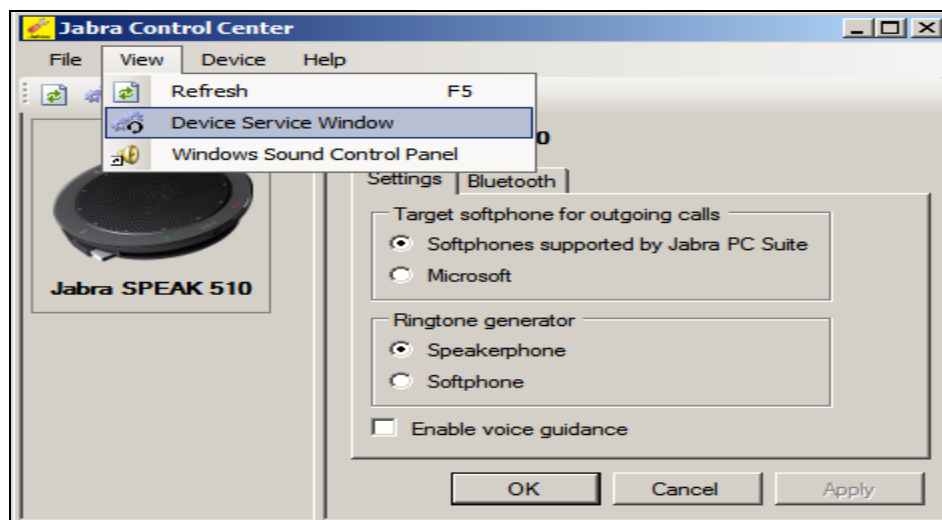 Jabra Control Center
File View Device Help
Refresh F5
Device Service Window
Windows Sound Control Panel
0
Jabra SPEAK 510
Settings Bluetooth
Target softphone for outgoing calls
Softphones supported by Jabra PC Suite
Microsoft
Ringtone generator
Speakerphone
Softphone
Enable voice guidance
OK Cancel Apply